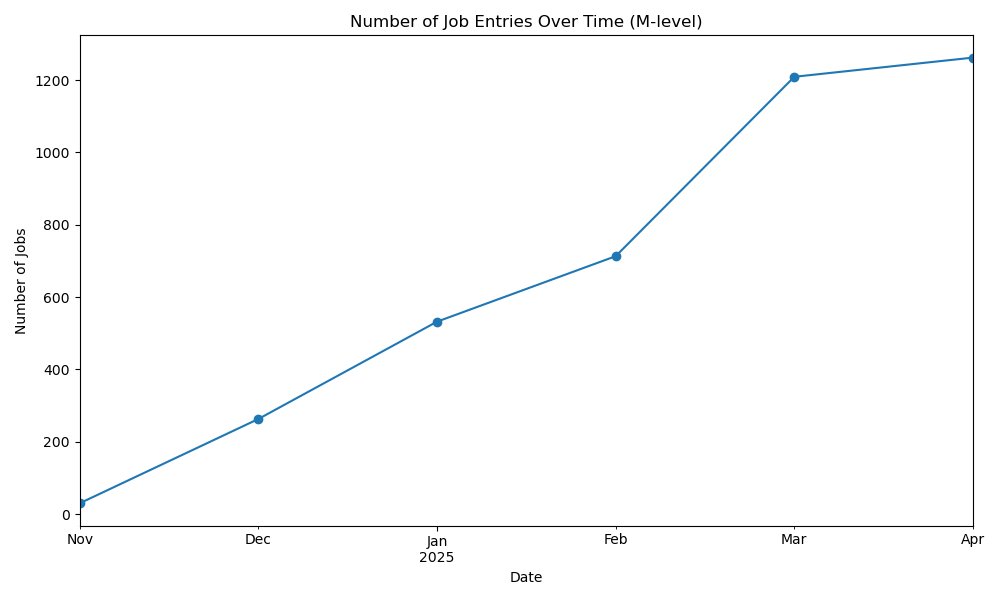 Number of Job Entries Over Time (M-level)
Number of Jobs
1200
1000
800
600
400
200
0
Nov
Dec
Jan
2025
Feb
Mar
Apr
Date